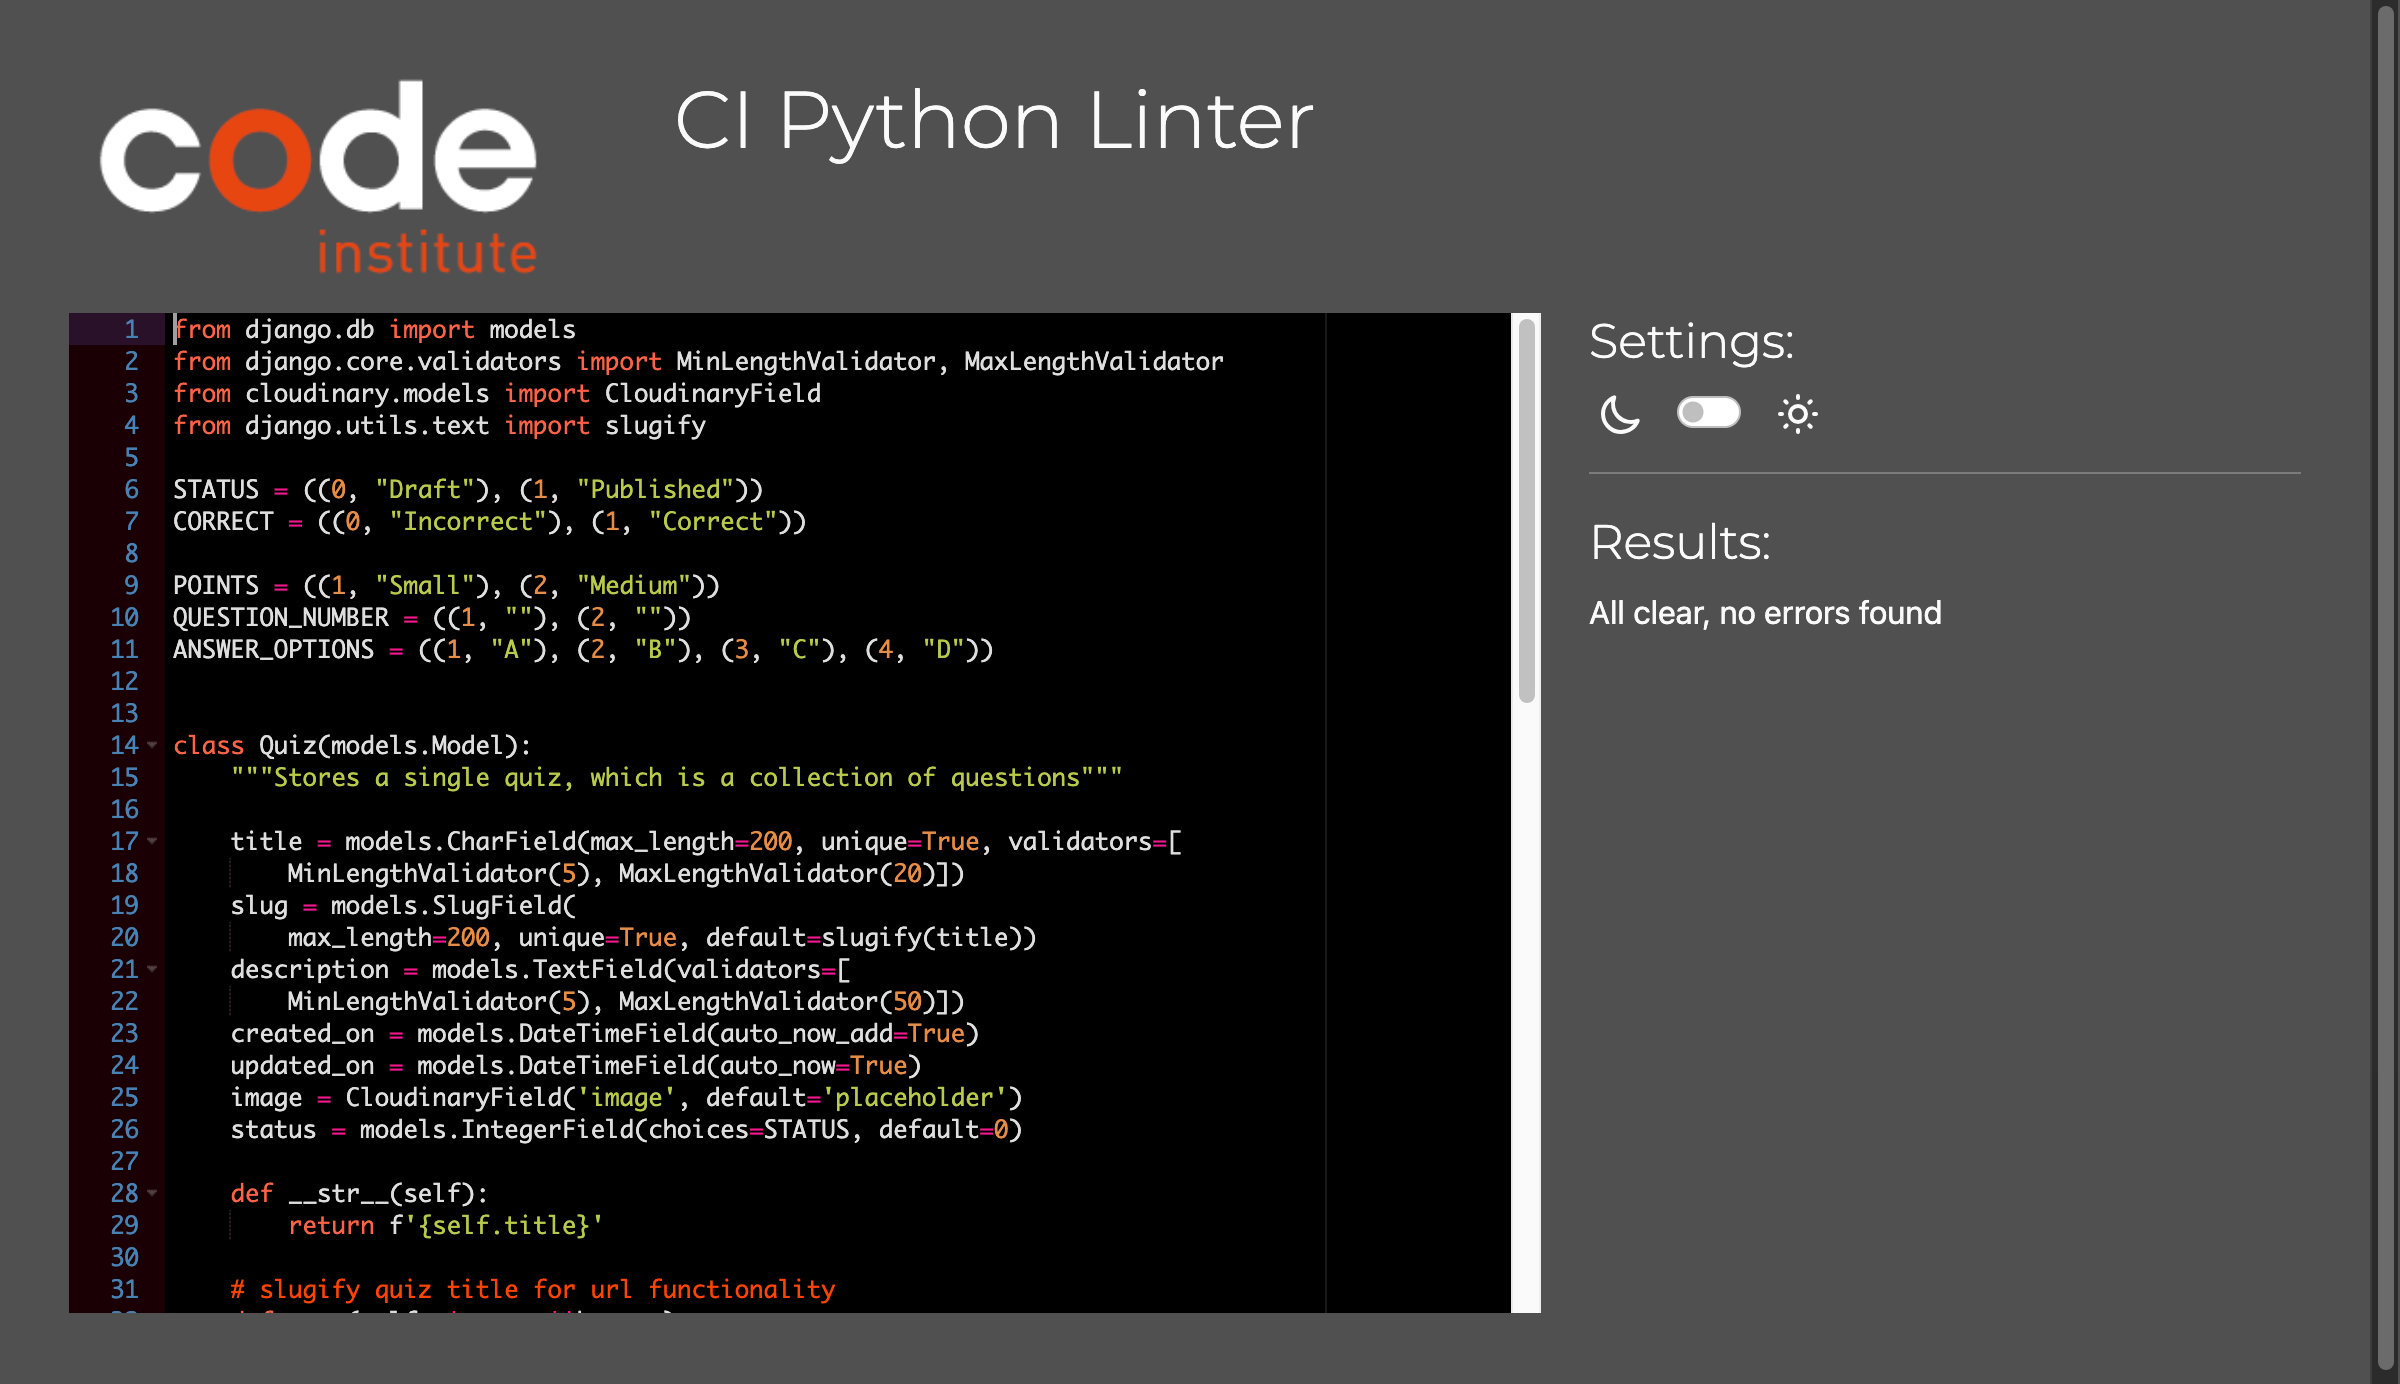 code
institute
CI Python Linter
1 from django.db import models
2 from django.core.validators import MinLengthValidator, MaxLengthValidator
3 from cloudinary.models import CloudinaryField
4 from django.utils.text import slugify
5
6 STATUS = ((0, "Draft"), (1, "Published"))
7 CORRECT = ((0, "Incorrect"), (1, "Correct"))
8
9 POINTS = ((1, "Small"), (2, "Medium"))
10 QUESTION_NUMBER = ((1, ""), (2, ""))
11 ANSWER_OPTIONS = ((1, "A"), (2, "B"), (3, "C"), (4, "D"))
12
13
14 class Quiz(models.Model):
15     """Stores a single quiz, which is a collection of questions"""
16
17     title = models.CharField(max_length=200, unique=True, validators=[
18         MinLengthValidator(5), MaxLengthValidator(20)])
19     slug = models.SlugField(
20         max_length=200, unique=True, default=slugify(title))
21     description = models.TextField(validators=[
22         MinLengthValidator(5), MaxLengthValidator(50)])
23     created_on = models.DateTimeField(auto_now_add=True)
24     updated_on = models.DateTimeField(auto_now=True)
25     image = CloudinaryField('image', default='placeholder')
26     status = models.IntegerField(choices=STATUS, default=0)
27
28     def __str__(self):
29         return f'{self.title}'
30
31     # slugify quiz title for url functionality
Settings:
Results:
All clear, no errors found